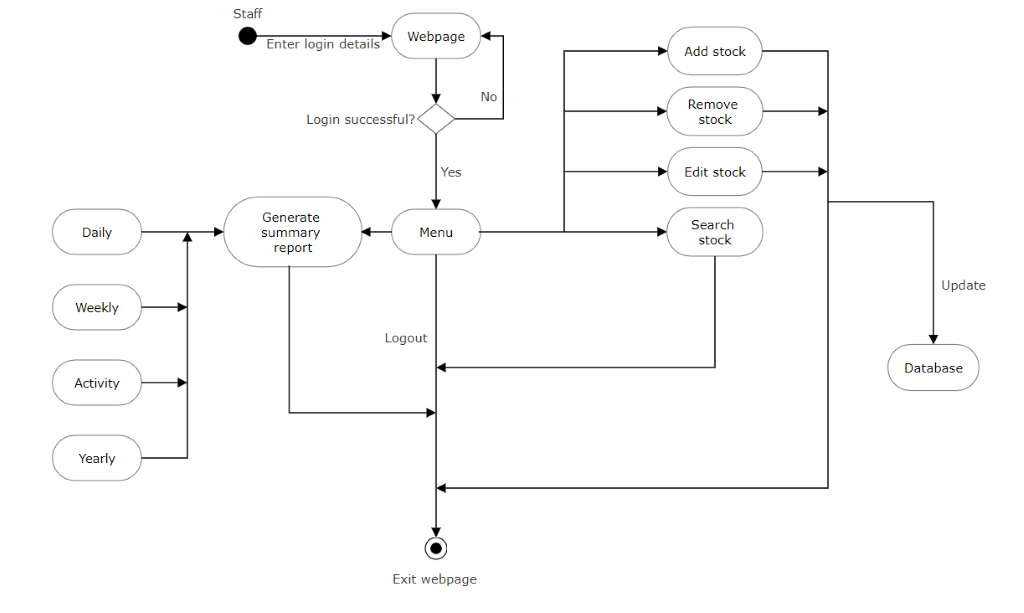 Staff
Enter login details
Webpage
No
Login successful?
Yes
Add stock
Remove
stock
Edit stock
Search
stock
Menu
Generate
summary
report
Daily
Weekly
Activity
Yearly
Logout
Update
Database
Exit webpage